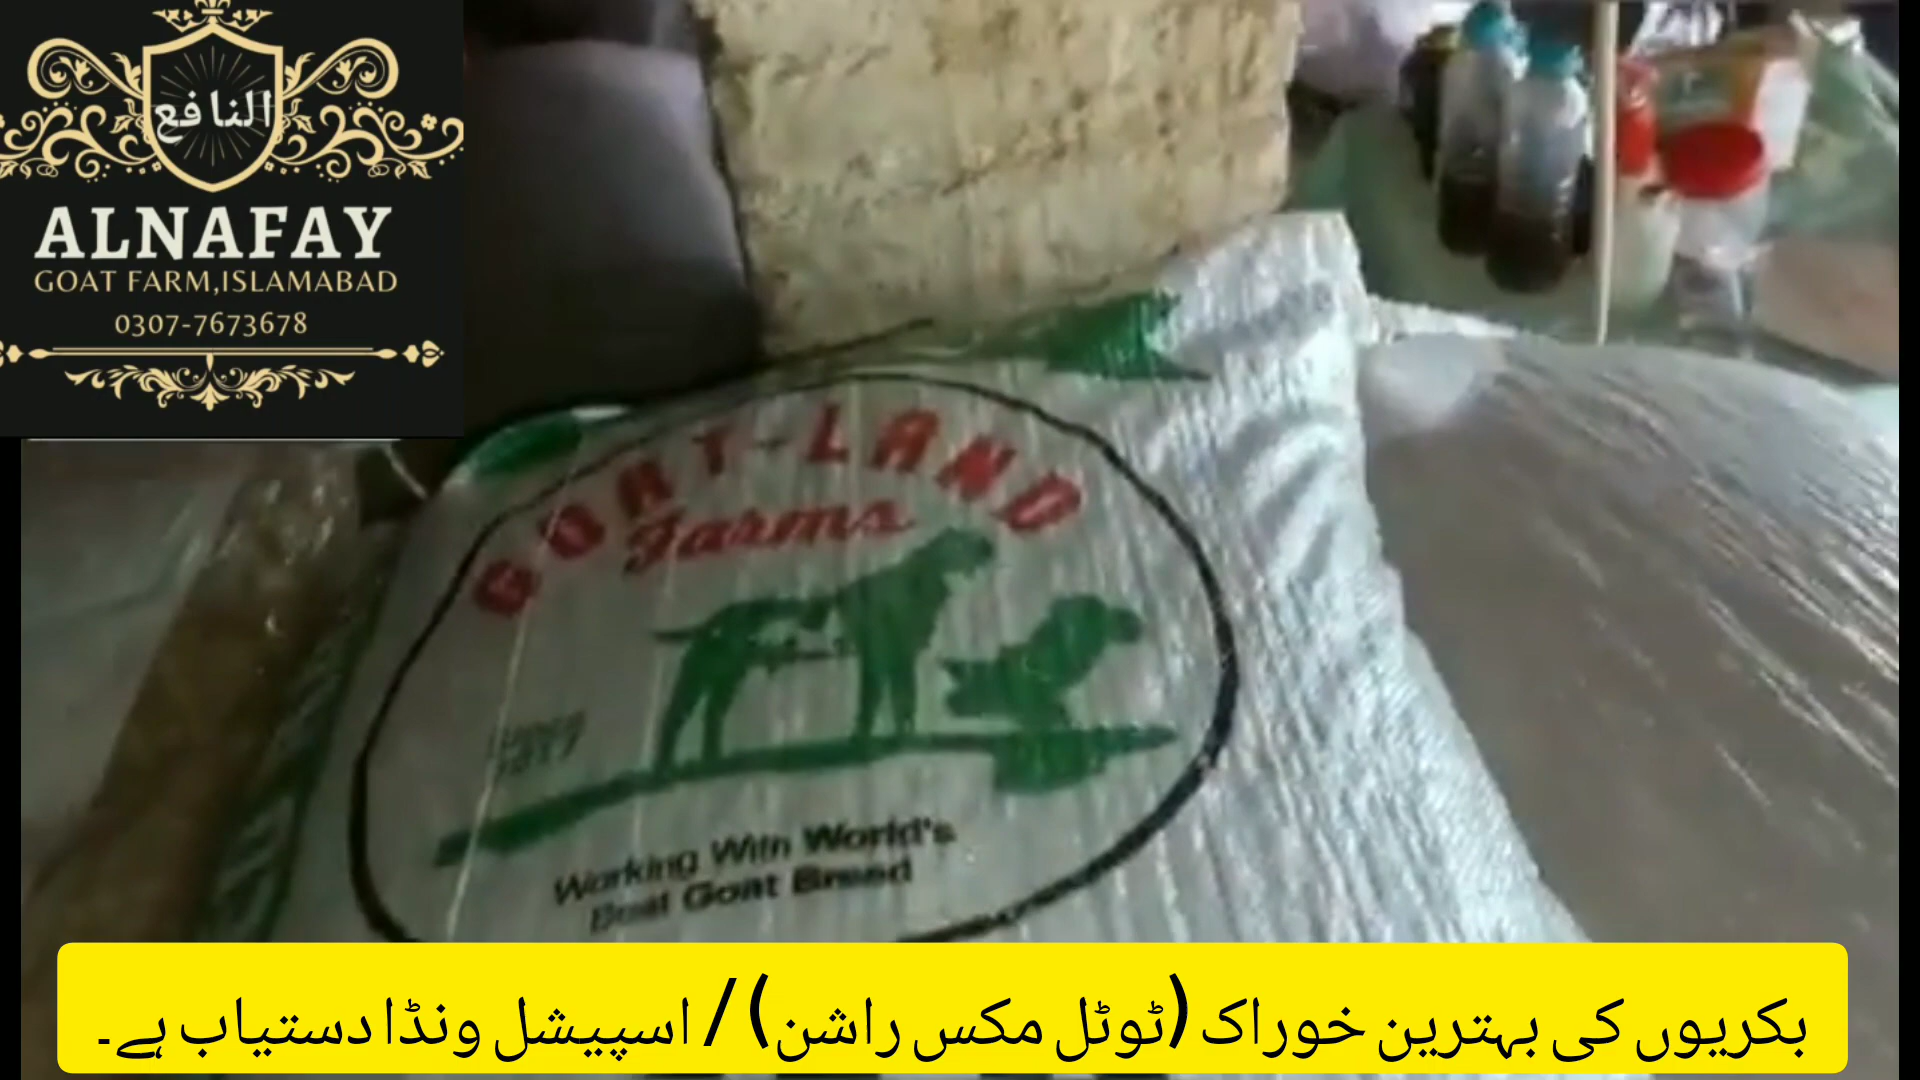 النافع
ALNAFAY
GOAT FARM,ISLAMABAD
0307-7673678
GOAT-LAND
Farms
Working With World's
Best Goat Breed
بکریوں کی بہترین خوراک (ٹوٹل مکس راشن) / اسپیشل ونڈا دستیاب ہے۔